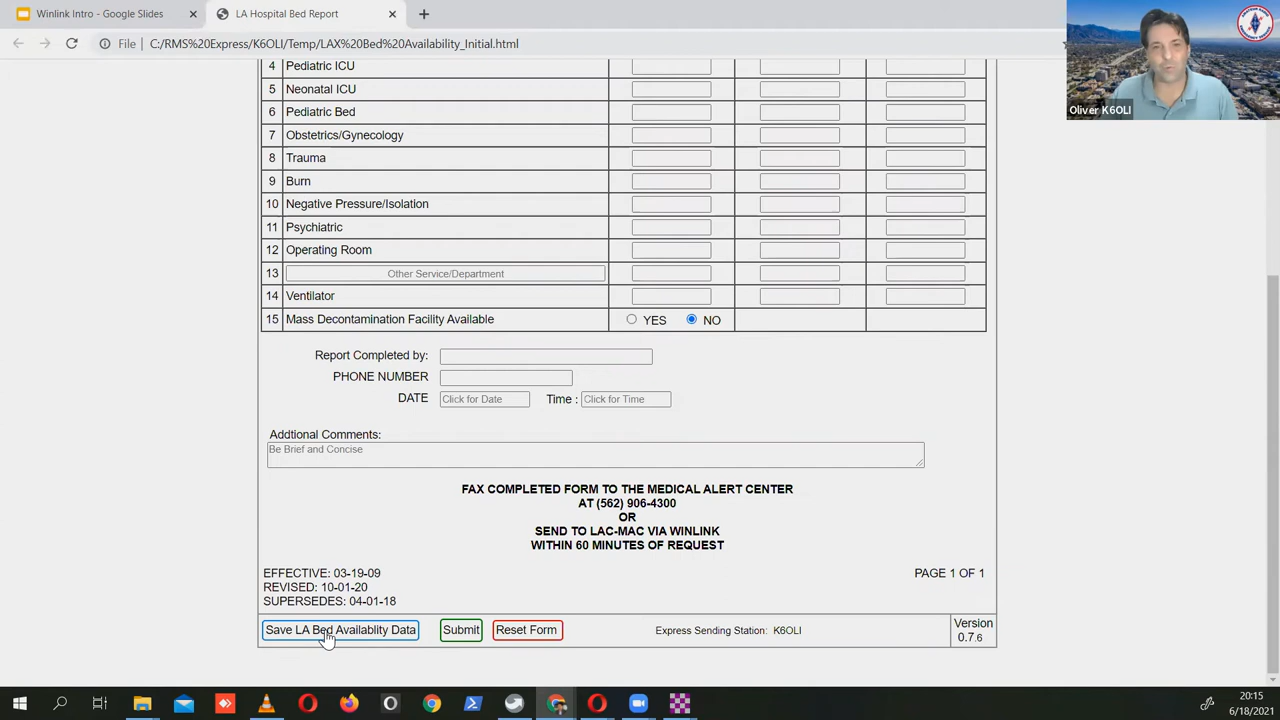 Winlink Intro - Google Slides
LA Hospital Bed Report
File C:/RMS%20Express/K6OLI/Temp/LAX%20Bed%20Availability_Initial.html
Oliver K6OLI
4 Pediatric ICU
5 Neonatal ICU
6 Pediatric Bed
7 Obstetrics/Gynecology
8 Trauma
9 Burn
10 Negative Pressure/Isolation
11 Psychiatric
12 Operating Room
13 Other Service/Department
14 Ventilator
15 Mass Decontamination Facility Available YES NO
Report Completed by:
PHONE NUMBER
DATE Click for Date Time : Click for Time
Addtional Comments:
Be Brief and Concise
FAX COMPLETED FORM TO THE MEDICAL ALERT CENTER
AT (562) 906-4300
OR
SEND TO LAC-MAC VIA WINLINK
WITHIN 60 MINUTES OF REQUEST
EFFECTIVE: 03-19-09 PAGE 1 OF 1
REVISED: 10-01-20
SUPERSEDES: 04-01-18
Save LA Bed Availablity Data Submit Reset Form Express Sending Station: K6OLI Version
0.7.6
20:15
6/18/2021